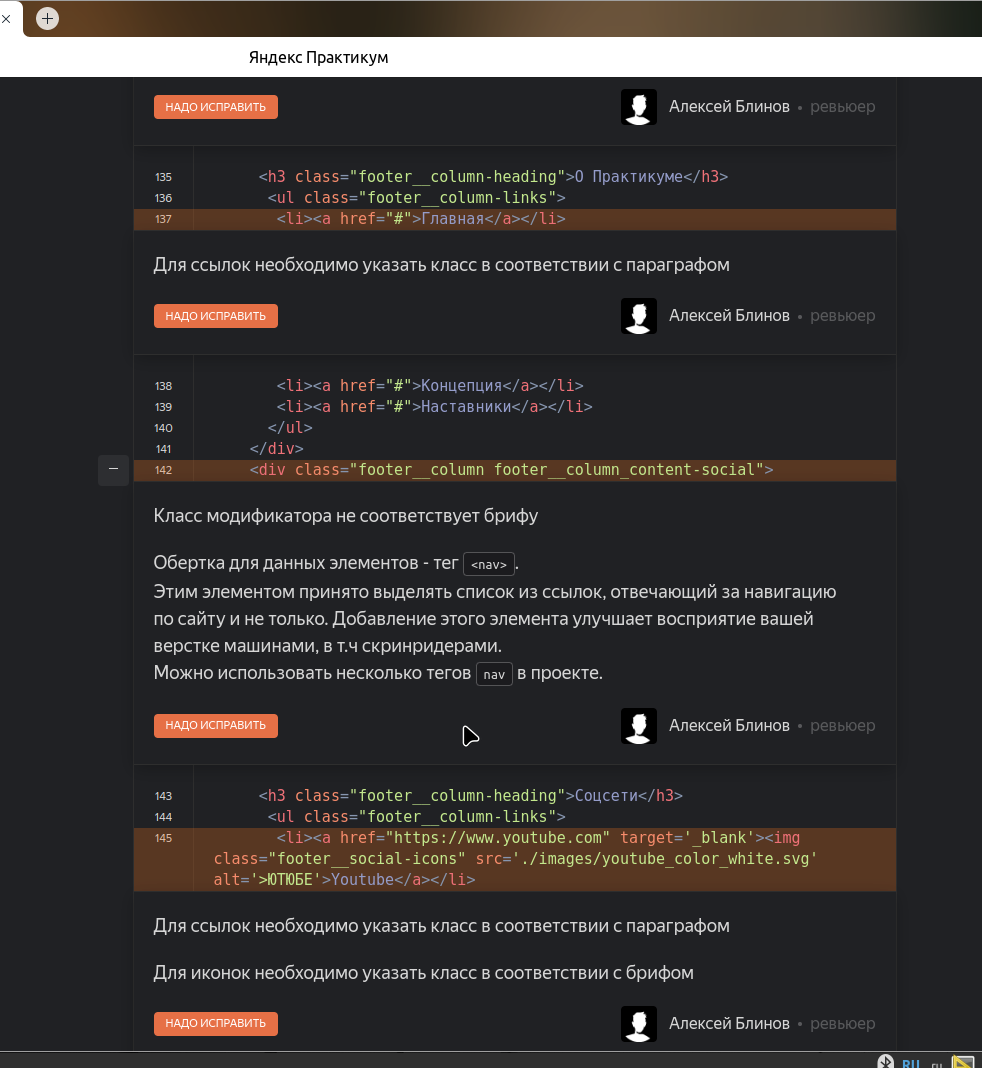 Яндекс Практикум
НАДО ИСПРАВИТЬ
Алексей Блинов • ревьюер
135 <h3 class="footer__column-heading">О Практикуме</h3>
136 <ul class="footer__column-links">
137 <li><a href="#">Главная</a></li>
Для ссылок необходимо указать класс в соответствии с параграфом
НАДО ИСПРАВИТЬ
Алексей Блинов • ревьюер
138 <li><a href="#">Концепция</a></li>
139 <li><a href="#">Наставники</a></li>
140 </ul>
141 </div>
142 <div class="footer__column footer__column_content-social">
Класс модификатора не соответствует брифу
Обертка для данных элементов - тег <nav>.
Этим элементом принято выделять список из ссылок, отвечающий за навигацию
по сайту и не только. Добавление этого элемента улучшает восприятие вашей
верстке машинами, в т.ч скринридерами.
Можно использовать несколько тегов nav в проекте.
НАДО ИСПРАВИТЬ
Алексей Блинов • ревьюер
143 <h3 class="footer__column-heading">Соцсети</h3>
144 <ul class="footer__column-links">
145 <li><a href="https://www.youtube.com" target='_blank'><img
class="footer__social-icons" src='./images/youtube_color_white.svg'
alt='>ЮТЮБЕ'>Youtube</a></li>
Для ссылок необходимо указать класс в соответствии с параграфом
Для иконок необходимо указать класс в соответствии с брифом
НАДО ИСПРАВИТЬ
Алексей Блинов • ревьюер
RU ru